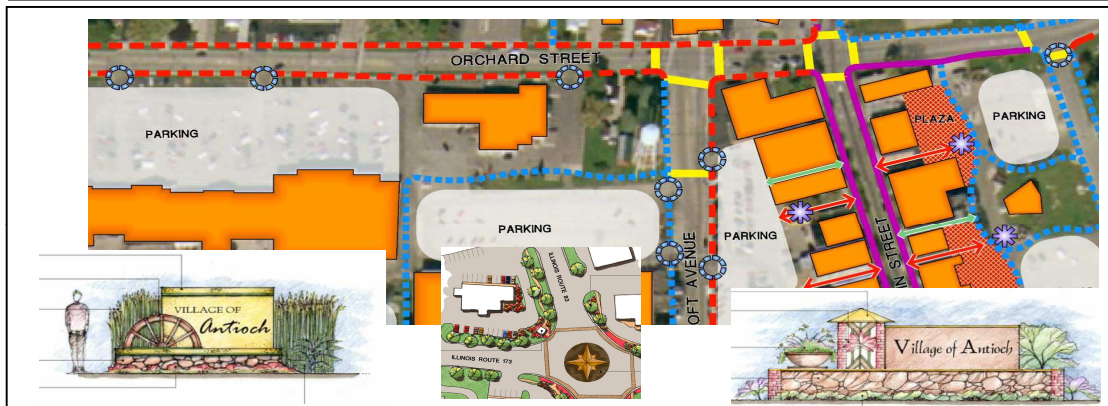 ORCHARD STREET
PARKING
PLAZA
PARKING
PARKING
PARKING
OFT AVENUE
N STREET
VILLAGE OF
Antioch
ILLINOIS ROUTE 83
ILLINOIS ROUTE 173
Village of Antioch